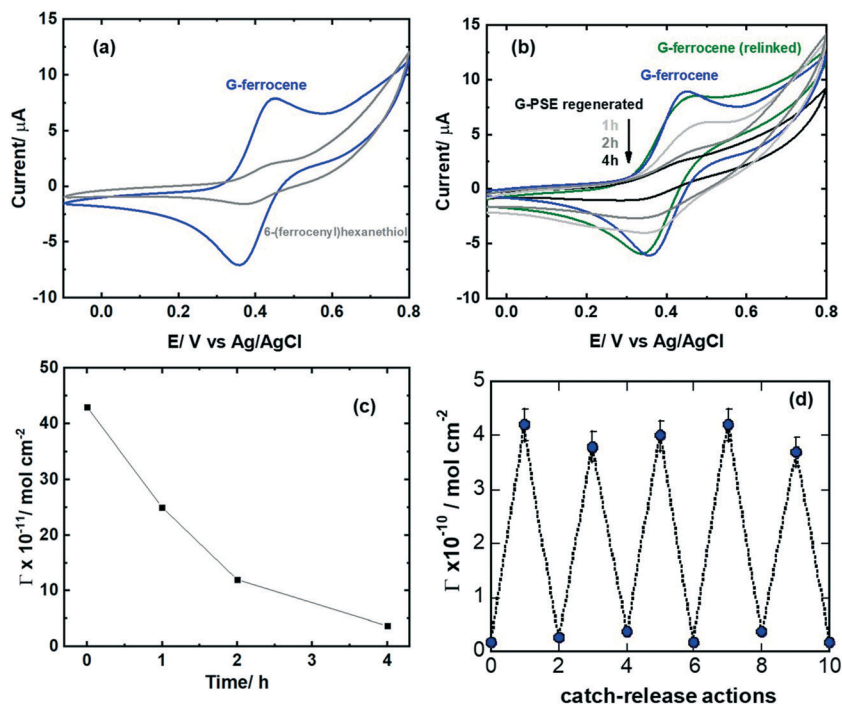 (a)
G-ferrocene
6-(ferrocenyl)hexanethiol
15
10
5
0
-5
-10
Current/ μA
0.0 0.2 0.4 0.6 0.8
E/ V vs Ag/AgCl
(b)
G-ferrocene (relinked)
G-ferrocene
G-PSE regenerated
1h
2h
4h
15
10
5
0
-5
-10
Current/ μA
0.0 0.2 0.4 0.6 0.8
E/ V vs Ag/AgCl
(c)
50
40
30
20
10
0
Γ x 10⁻¹¹/ mol cm⁻²
0 1 2 3 4
Time/ h
(d)
5
4
3
2
1
0
Γ x10⁻¹⁰ / mol cm⁻²
0 2 4 6 8 10
catch-release actions